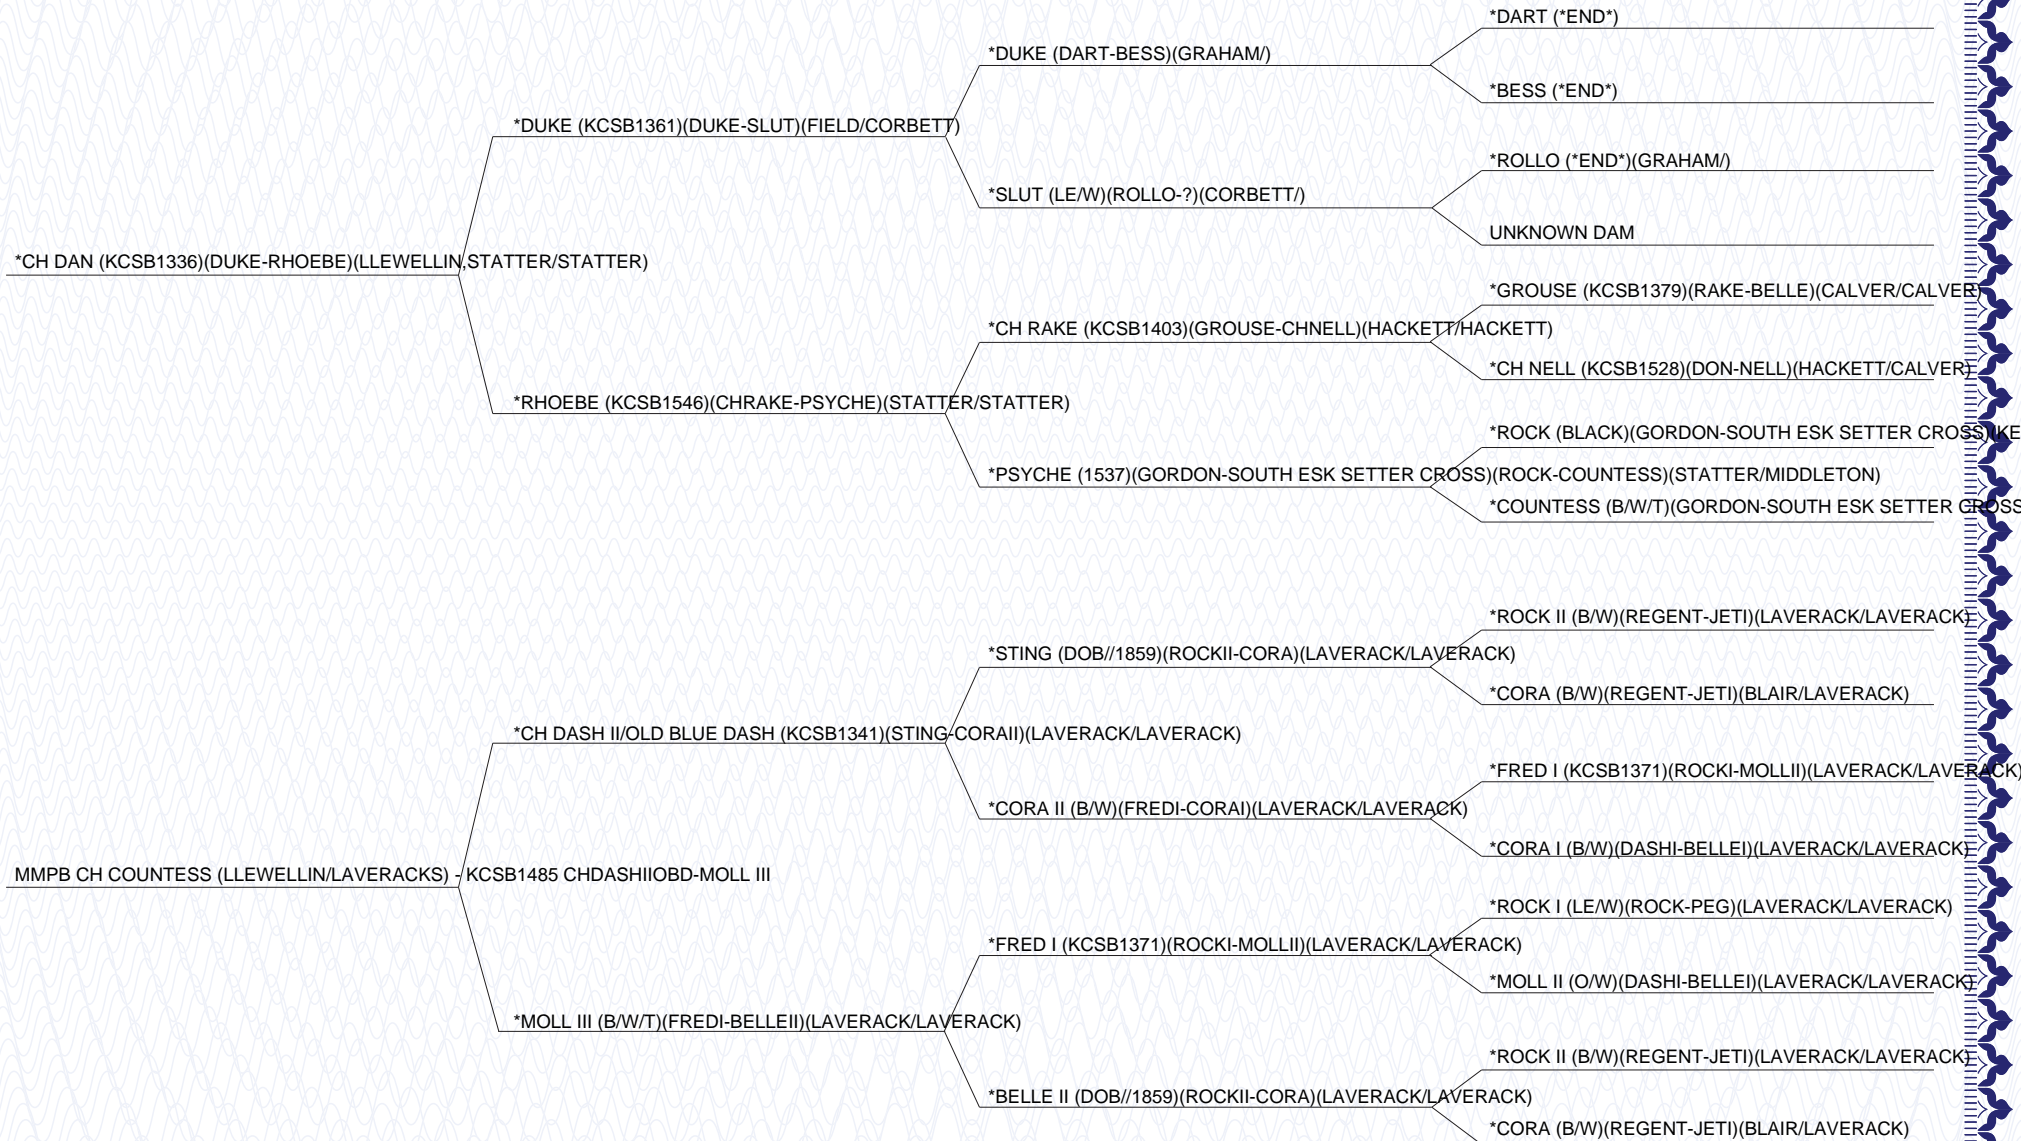 *DART (*END*)
*DUKE (DART-BESS)(GRAHAM/)
*BESS (*END*)
*DUKE (KCSB1361)(DUKE-SLUT)(FIELD/CORBETT)
*ROLLO (*END*)(GRAHAM/)
*SLUT (LE/W)(ROLLO-?)(CORBETT/)
UNKNOWN DAM
*CH DAN (KCSB1336)(DUKE-RHOEBE)(LLEWELLIN,STATTER/STATTER)
*GROUSE (KCSB1379)(RAKE-BELLE)(CALVER/CALVER)
*CH RAKE (KCSB1403)(GROUSE-CHNELL)(HACKETT/HACKETT)
*CH NELL (KCSB1528)(DON-NELL)(HACKETT/CALVER)
*RHOEBE (KCSB1546)(CHRAKE-PSYCHE)(STATTER/STATTER)
*ROCK (BLACK)(GORDON-SOUTH ESK SETTER CROSS)(KE
*PSYCHE (1537)(GORDON-SOUTH ESK SETTER CROSS)(ROCK-COUNTESS)(STATTER/MIDDLETON)
*COUNTESS (B/W/T)(GORDON-SOUTH ESK SETTER CROSS
*ROCK II (B/W)(REGENT-JETI)(LAVERACK/LAVERACK)
*STING (DOB//1859)(ROCKII-CORA)(LAVERACK/LAVERACK)
*CORA (B/W)(REGENT-JETI)(BLAIR/LAVERACK)
*CH DASH II/OLD BLUE DASH (KCSB1341)(STING-CORAII)(LAVERACK/LAVERACK)
*FRED I (KCSB1371)(ROCKI-MOLLII)(LAVERACK/LAVERACK)
*CORA II (B/W)(FREDI-CORAI)(LAVERACK/LAVERACK)
*CORA I (B/W)(DASHI-BELLEI)(LAVERACK/LAVERACK)
MMPB CH COUNTESS (LLEWELLIN/LAVERACKS) - KCSB1485 CHDASHIIOBD-MOLL III
*ROCK I (LE/W)(ROCK-PEG)(LAVERACK/LAVERACK)
*FRED I (KCSB1371)(ROCKI-MOLLII)(LAVERACK/LAVERACK)
*MOLL II (O/W)(DASHI-BELLEI)(LAVERACK/LAVERACK)
*MOLL III (B/W/T)(FREDI-BELLEII)(LAVERACK/LAVERACK)
*ROCK II (B/W)(REGENT-JETI)(LAVERACK/LAVERACK)
*BELLE II (DOB//1859)(ROCKII-CORA)(LAVERACK/LAVERACK)
*CORA (B/W)(REGENT-JETI)(BLAIR/LAVERACK)